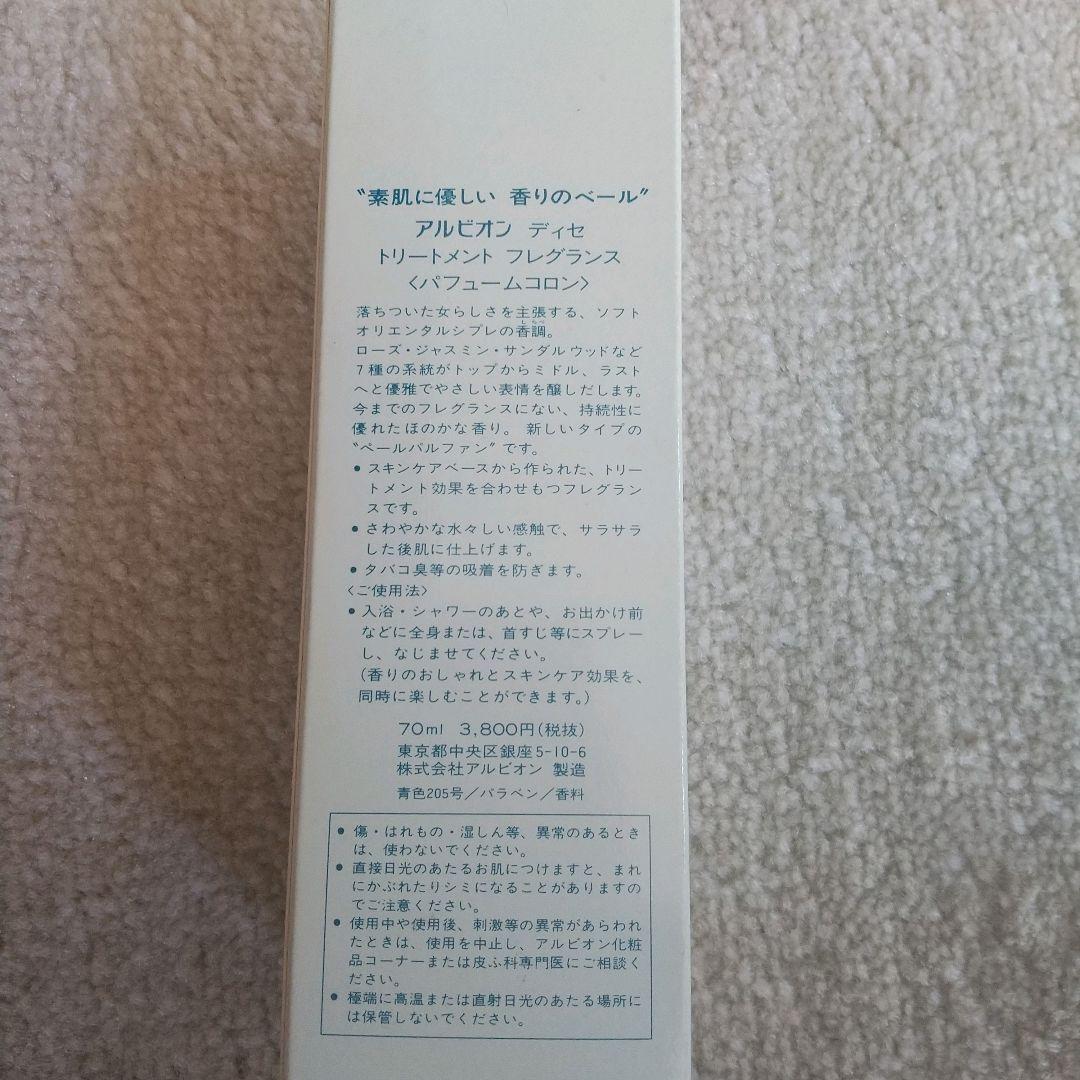 “素肌に優しい 香りのベール”
アルビオン ディセ
トリートメント フレグランス
〈パフュームコロン〉
落ちついた女らしさを主張する、ソフト
オリエンタルシプレの香調。
しらべ
ローズ・ジャスミン・サンダルウッドなど
7種の系統がトップからミドル、ラスト
へと優雅でやさしい表情を醸しだします。
今までのフレグランスにない、持続性に
優れたほのかな香り。 新しいタイプの
“ペールパルファン”です。
• スキンケアベースから作られた、トリー
トメント効果を合わせもつフレグラン
スです。
• さわやかな水々しい感触で、サラサラ
した後肌に仕上げます。
• タバコ臭等の吸着を防ぎます。
〈ご使用法〉
• 入浴・シャワーのあとや、お出かけ前
などに全身または、首すじ等にスプレー
し、なじませてください。
(香りのおしゃれとスキンケア効果を、
同時に楽しむことができます。)
70ml 3,800円(税抜)
東京都中央区銀座5-10-6
株式会社アルビオン 製造
青色205号/パラベン/香料
• 傷・はれもの・湿しん等、異常のあるとき
は、使わないでください。
• 直接日光のあたるお肌につけますと、まれ
にかぶれたりシミになることがありますの
でご注意ください。
• 使用中や使用後、刺激等の異常があらわれ
たときは、使用を中止し、アルビオン化粧
品コーナーまたは皮ふ科専門医にご相談く
ださい。
• 極端に高温または直射日光のあたる場所に
は保管しないでください。